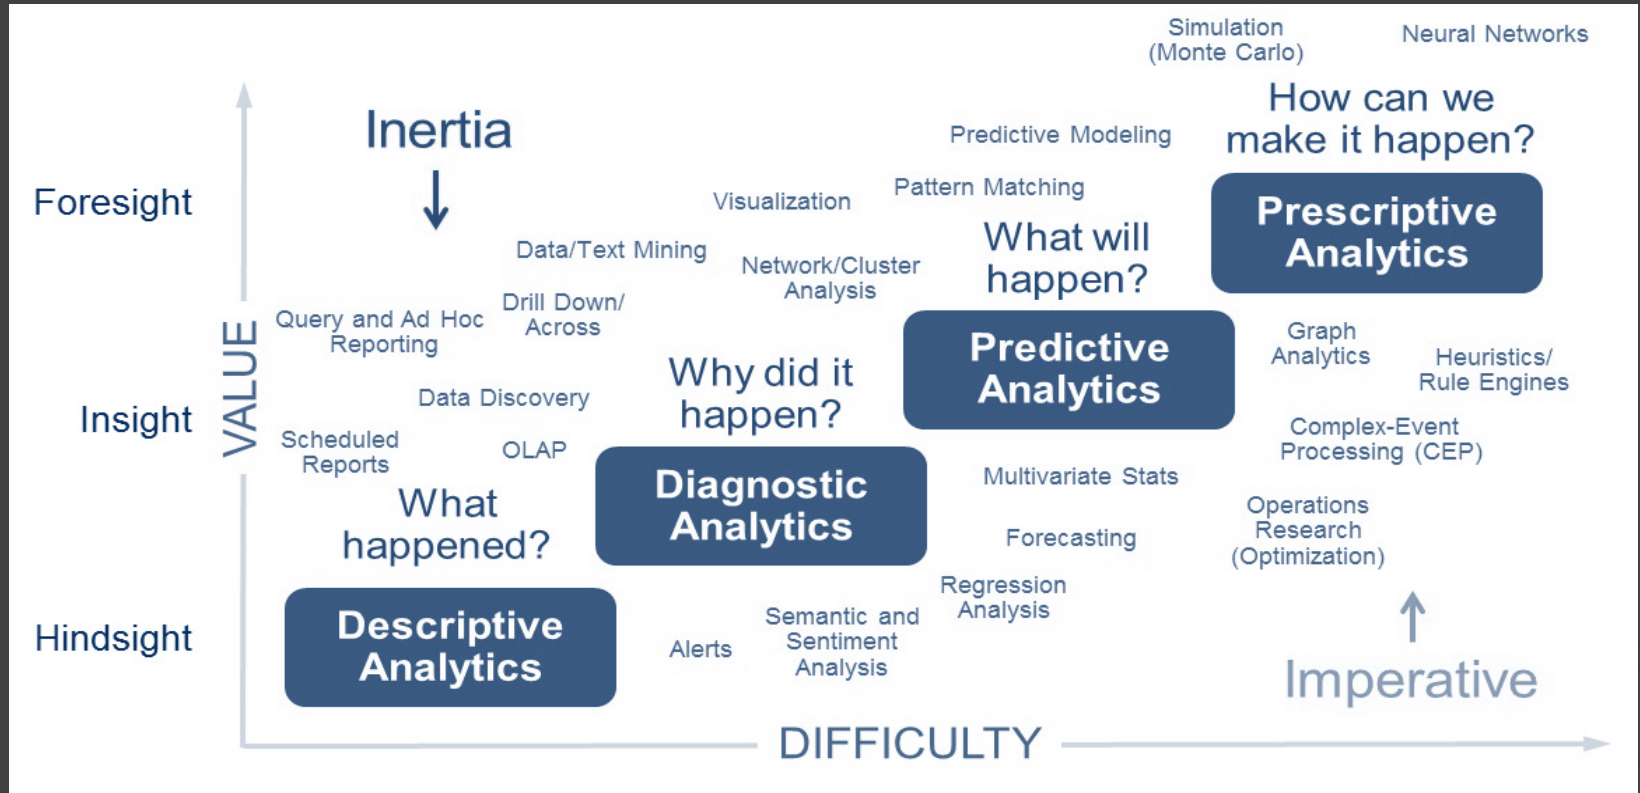 Simulation
(Monte Carlo)
Neural Networks
How can we
make it happen?
Inertia
Predictive Modeling
Pattern Matching
Foresight
Visualization
Prescriptive
Analytics
What will
happen?
Data/Text Mining
Network/Cluster
Analysis
Drill Down/
Across
Query and Ad Hoc
Reporting
Predictive
Analytics
Graph
Analytics
Heuristics/
Rule Engines
VALUE
Why did it
happen?
Data Discovery
Insight
Scheduled
Reports
OLAP
Complex-Event
Processing (CEP)
Diagnostic
Analytics
Multivariate Stats
What
happened?
Operations
Research
(Optimization)
Forecasting
Regression
Analysis
Hindsight
Descriptive
Analytics
Alerts
Semantic and
Sentiment
Analysis
Imperative
DIFFICULTY